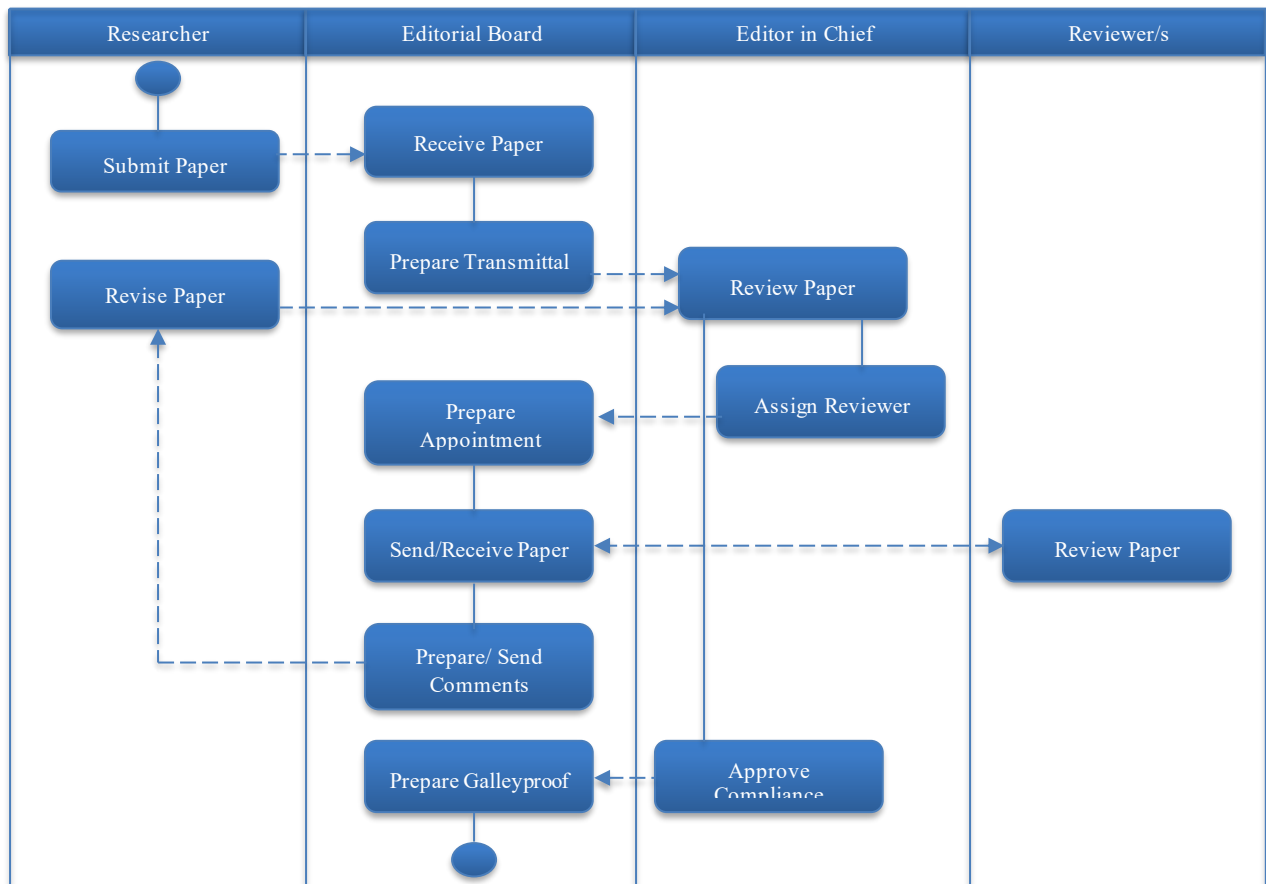 Researcher
Editorial Board
Editor in Chief
Reviewer/s
Submit Paper
Receive Paper
Prepare Transmittal
Revise Paper
Review Paper
Assign Reviewer
Prepare
Appointment
Send/Receive Paper
Review Paper
Prepare/ Send
Comments
Prepare Galleyproof
Approve
Compliance